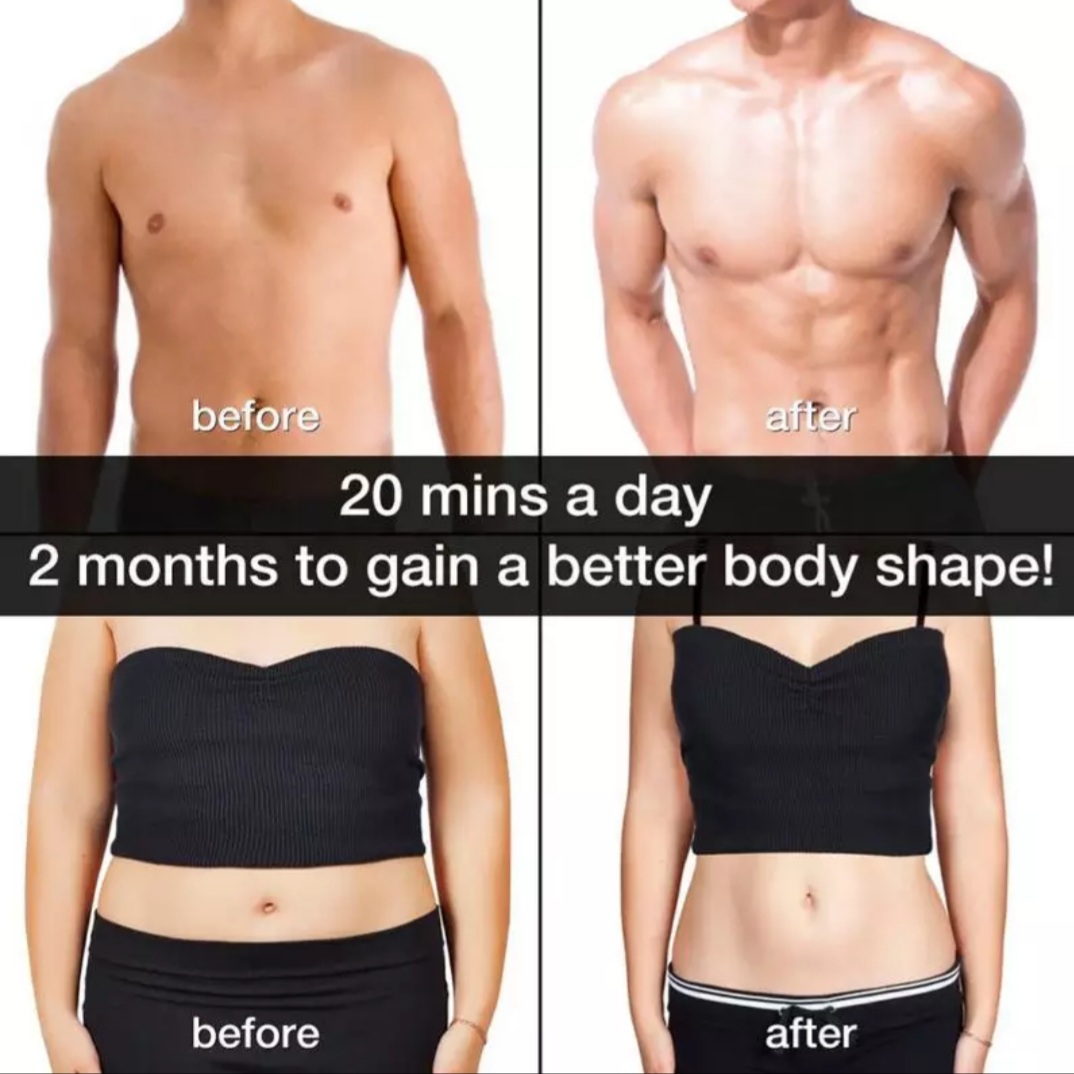 before
after
20 mins a day
2 months to gain a better body shape!
before
after